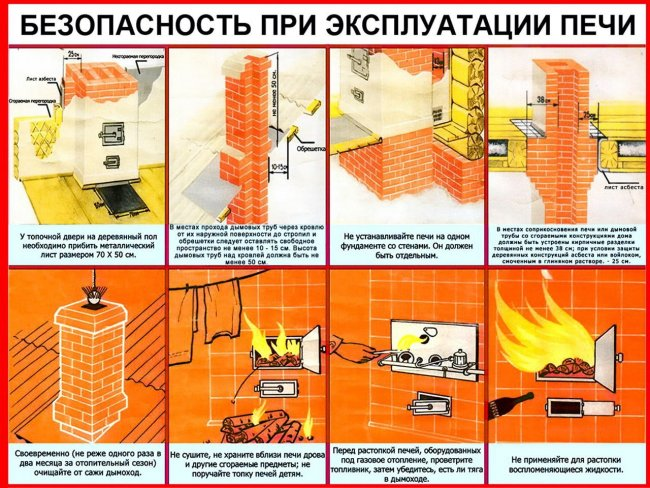 БЕЗОПАСНОСТЬ ПРИ ЭКСПЛУАТАЦИИ ПЕЧИ
25см
Несгораемая перегородка
Лист асбеста
Сгораемая перегородка
У топочной двери на деревянный пол
необходимо прибить металлический
лист размером 70 Х 50 см.
не менее 50 см.
Обрешетка
10-15см
В местах прохода дымовых труб через кровлю
от их наружной поверхности до стропил и
обрешетки следует оставлять свободное
пространство не менее 10 - 15 см. Высота
дымовых труб над кровлей должна быть не
менее 50 см
Не устанавливайте печи на одном
фундаменте со стенами. Он должен
быть отдельным.
38 см
25см
лист асбеста
В местах соприкосновения печи или дымовой
трубы со сгораемыми конструкциями дома
должны быть устроены кирпичные разделки
толщиной не менее 38 см; при условии защиты
деревянных конструкций асбеста или войлоком,
смоченным в глиняном растворе. - 25 см.
Своевременно (не реже одного раза в
два месяца за отопительный сезон)
очищайте от сажи дымоход.
Не сушите, не храните вблизи печи дрова
и другие сгораемые предметы; не
поручайте топку печей детям.
Перед растопкой печей, оборудованных
под газовое отопление, проветрите
топливник, затем убедитесь, есть ли тяга
в дымоходе.
Не применяйте для растопки
воспломеняющиеся жидкости.